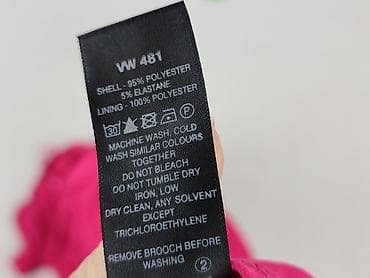 VW 481
SHELL - 95% POLYESTER
5% ELASTANE
LINING - 100% POLYESTER
30 P
MACHINE WASH, COLD
WASH SIMILAR COLOURS
TOGETHER
DO NOT BLEACH
DO NOT TUMBLE DRY
IRON, LOW
DRY CLEAN, ANY SOLVENT
EXCEPT
TRICHLOROETHYLENE
REMOVE BROOCH BEFORE
WASHING 2